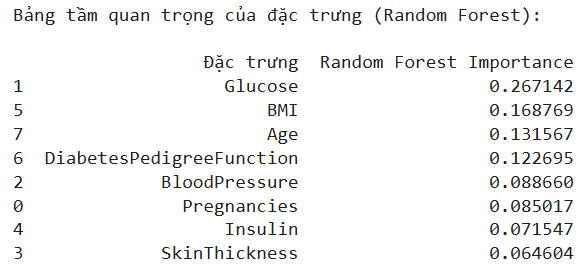 Bảng tầm quan trọng của đặc trưng (Random Forest):
Đặc trưng Random Forest Importance
1 Glucose 0.267142
5 BMI 0.168769
7 Age 0.131567
6 DiabetesPedigreeFunction 0.122695
2 BloodPressure 0.088660
0 Pregnancies 0.085017
4 Insulin 0.071547
3 SkinThickness 0.064604